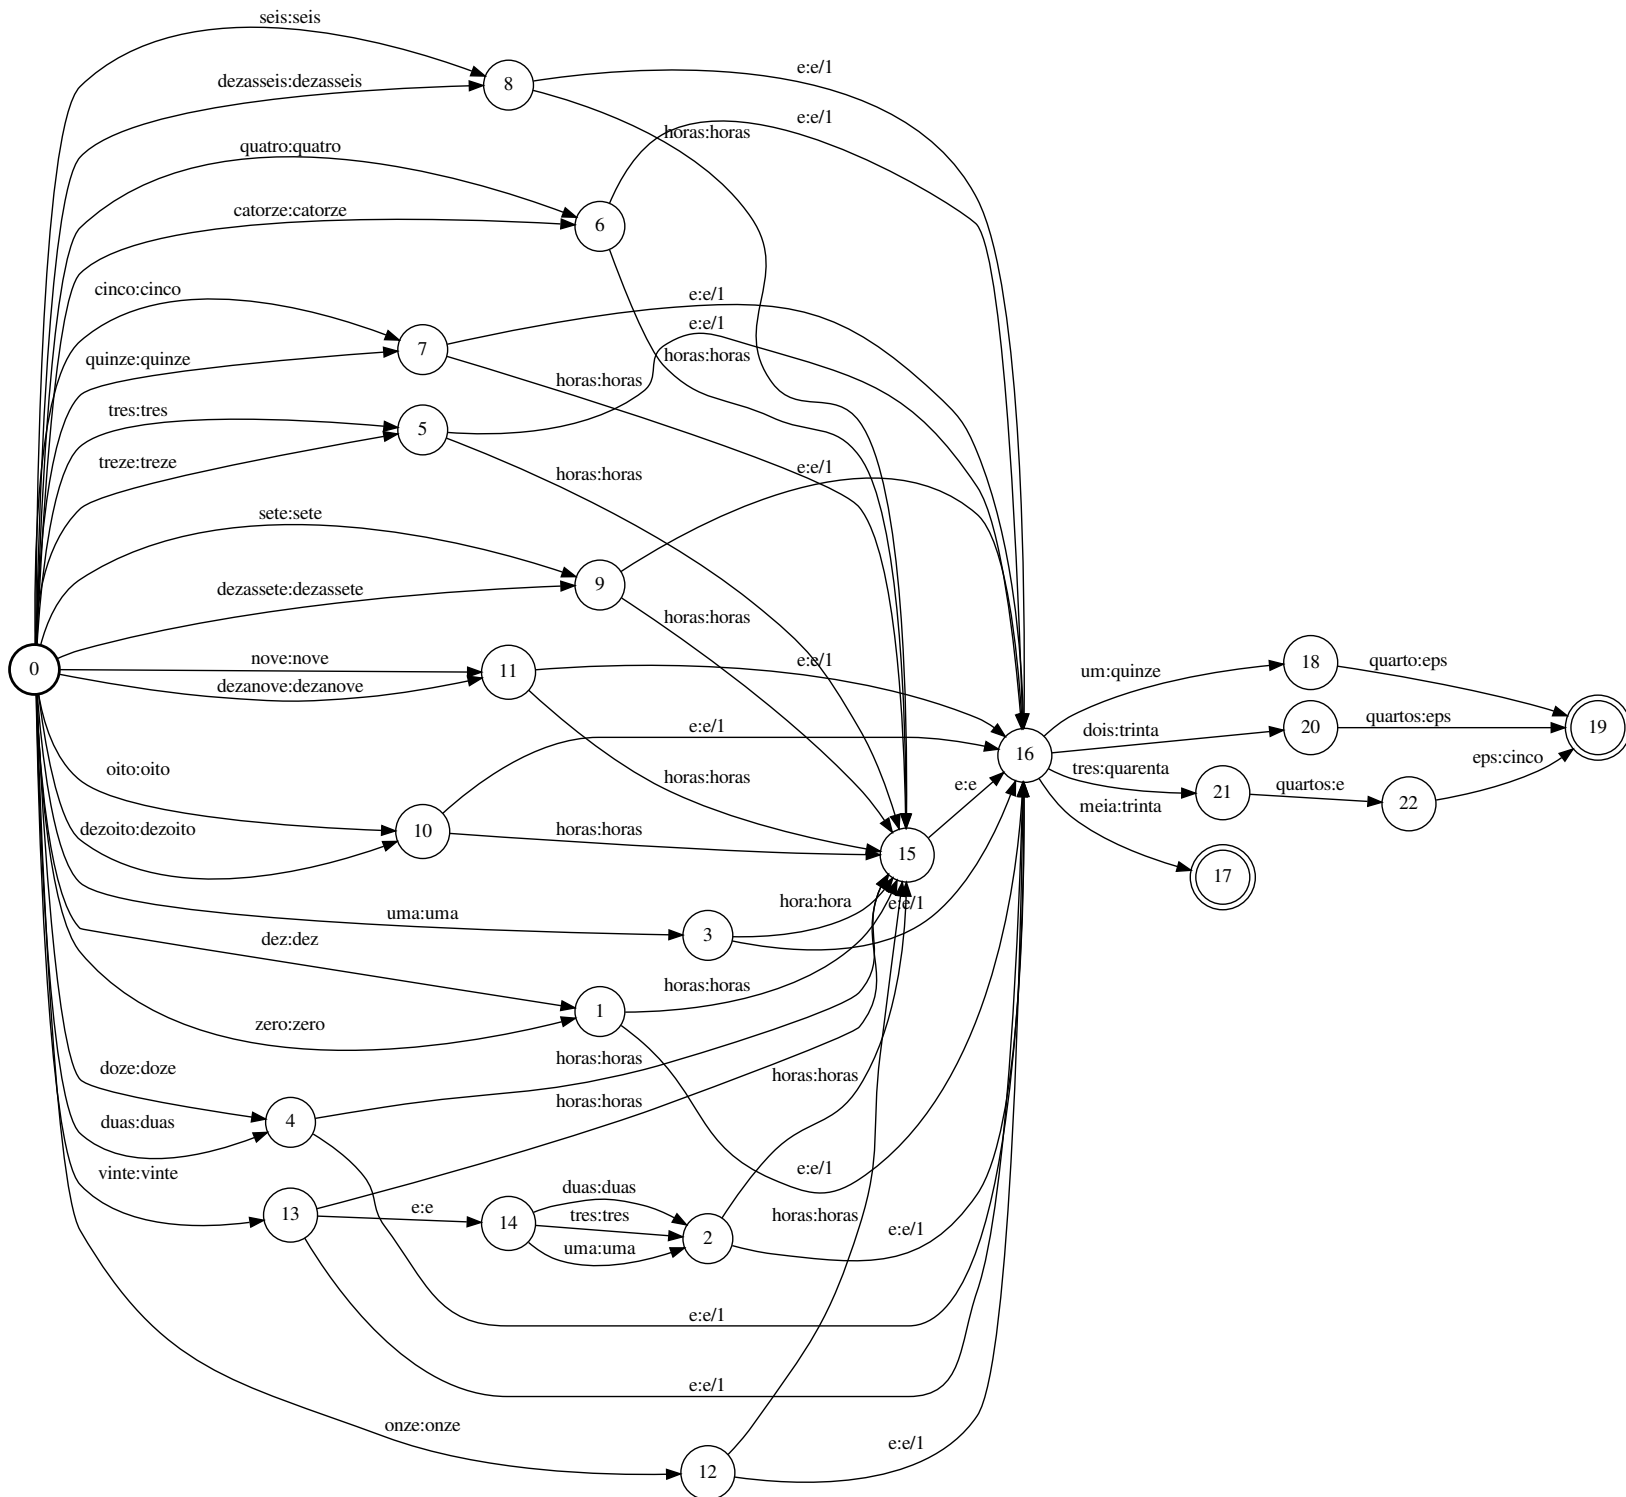 seis:seis
dezasseis:dezasseis
8
e:e/1
horas:horas
quatro:quatro
catorze:catorze
6
e:e/1
horas:horas
cinco:cinco
quinze:quinze
7
e:e/1
horas:horas
tres:tres
treze:treze
5
e:e/1
horas:horas
sete:sete
dezassete:dezassete
9
e:e/1
horas:horas
0
nove:nove
dezanove:dezanove
11
e:e/1
horas:horas
oito:oito
dezoito:dezoito
10
e:e/1
horas:horas
15
e:e
16
um:quinze
18
quarto:eps
19
dois:trinta
20
quartos:eps
tres:quarenta
21
quartos:e
22
eps:cinco
meia:trinta
17
uma:uma
3
hora:hora
e:e/1
dez:dez
zero:zero
1
horas:horas
e:e/1
doze:doze
duas:duas
4
horas:horas
e:e/1
vinte:vinte
13
horas:horas
e:e
14
duas:duas
tres:tres
uma:uma
2
horas:horas
e:e/1
e:e/1
onze:onze
12
horas:horas
e:e/1